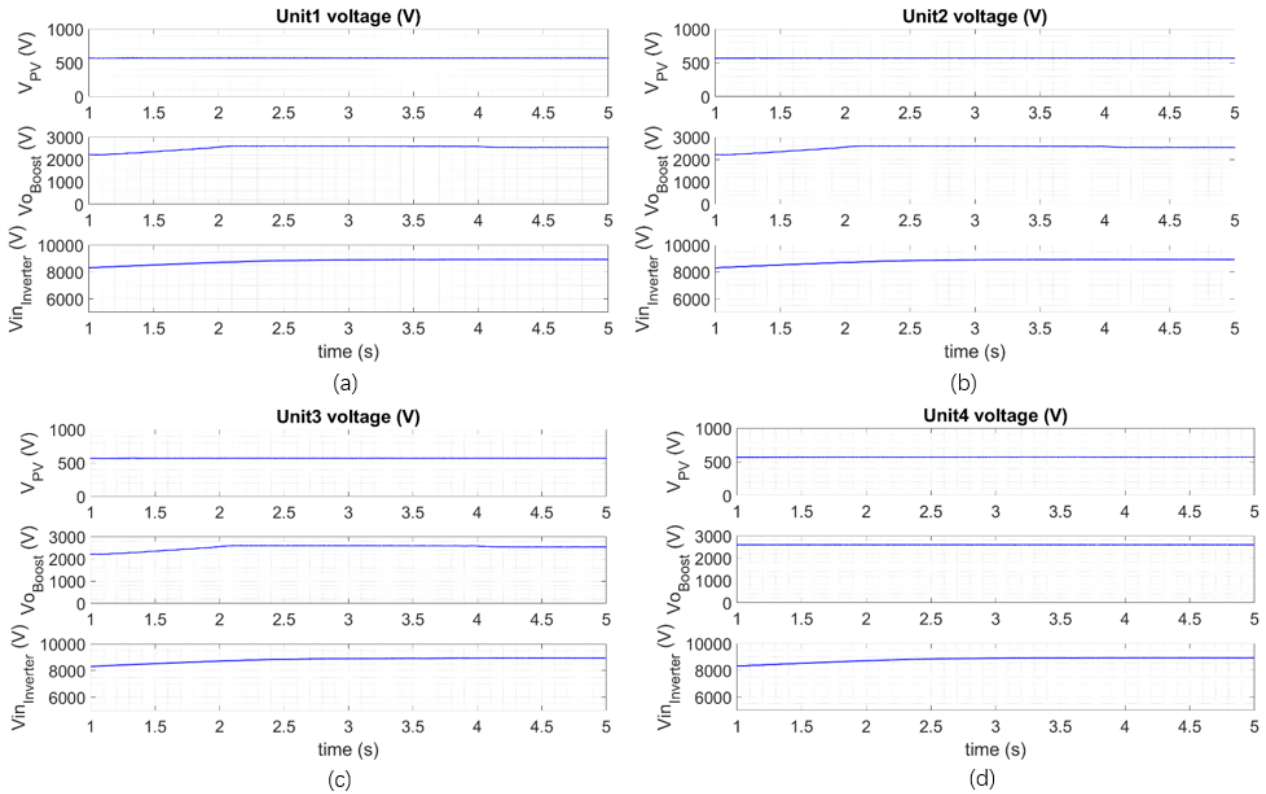 Unit1 voltage (V)
V_PV (V)
1000
500
0
1 1.5 2 2.5 3 3.5 4 4.5 5
Vo_Boost (V)
3000
2000
1000
0
1 1.5 2 2.5 3 3.5 4 4.5 5
Vin_Inverter (V)
10000
8000
6000
1 1.5 2 2.5 3 3.5 4 4.5 5
time (s)
(a)
Unit2 voltage (V)
V_PV (V)
1000
500
0
1 1.5 2 2.5 3 3.5 4 4.5 5
Vo_Boost (V)
3000
2000
1000
0
1 1.5 2 2.5 3 3.5 4 4.5 5
Vin_Inverter (V)
10000
8000
6000
1 1.5 2 2.5 3 3.5 4 4.5 5
time (s)
(b)
Unit3 voltage (V)
V_PV (V)
1000
500
0
1 1.5 2 2.5 3 3.5 4 4.5 5
Vo_Boost (V)
3000
2000
1000
0
1 1.5 2 2.5 3 3.5 4 4.5 5
Vin_Inverter (V)
10000
8000
6000
1 1.5 2 2.5 3 3.5 4 4.5 5
time (s)
(c)
Unit4 voltage (V)
V_PV (V)
1000
500
0
1 1.5 2 2.5 3 3.5 4 4.5 5
Vo_Boost (V)
3000
2000
1000
0
1 1.5 2 2.5 3 3.5 4 4.5 5
Vin_Inverter (V)
10000
8000
6000
1 1.5 2 2.5 3 3.5 4 4.5 5
time (s)
(d)